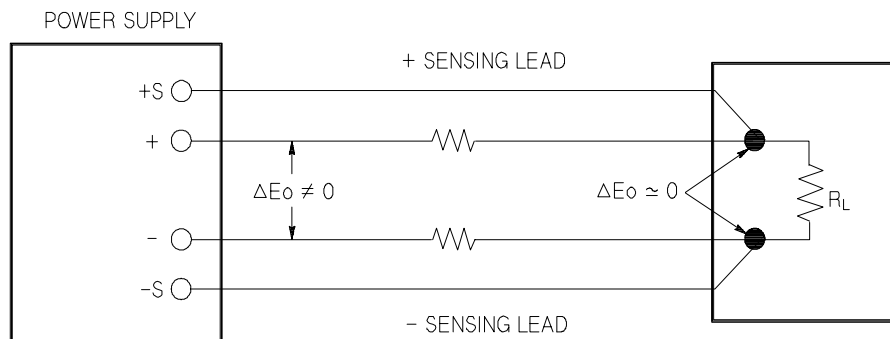 POWER SUPPLY
+ SENSING LEAD
+S
+
ΔEo ≠ 0
ΔEo ≃ 0
RL
-
-S
- SENSING LEAD